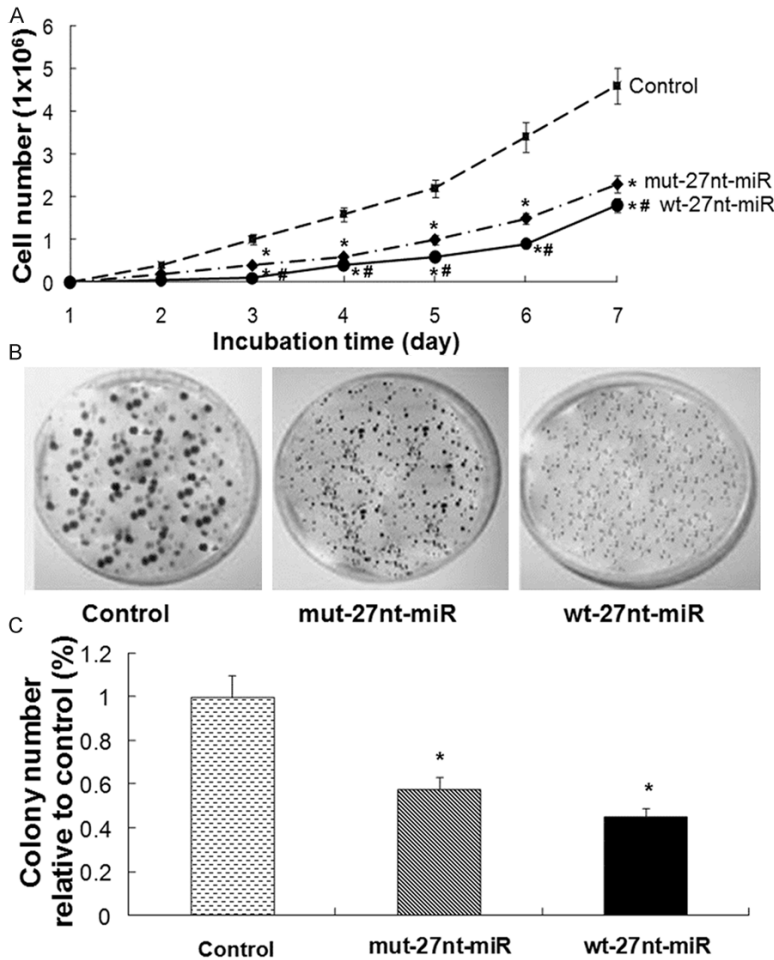 A
Cell number (1x10⁶)
6
5
4
3
2
1
0
Control
* mut-27nt-miR
*# wt-27nt-miR
*
*
*
*
*#
*#
*#
*#
1 2 3 4 5 6 7
Incubation time (day)
B
Control mut-27nt-miR wt-27nt-miR
C
Colony number
relative to control (%)
1.2
1
0.8
0.6
0.4
0.2
0
*
*
Control mut-27nt-miR wt-27nt-miR